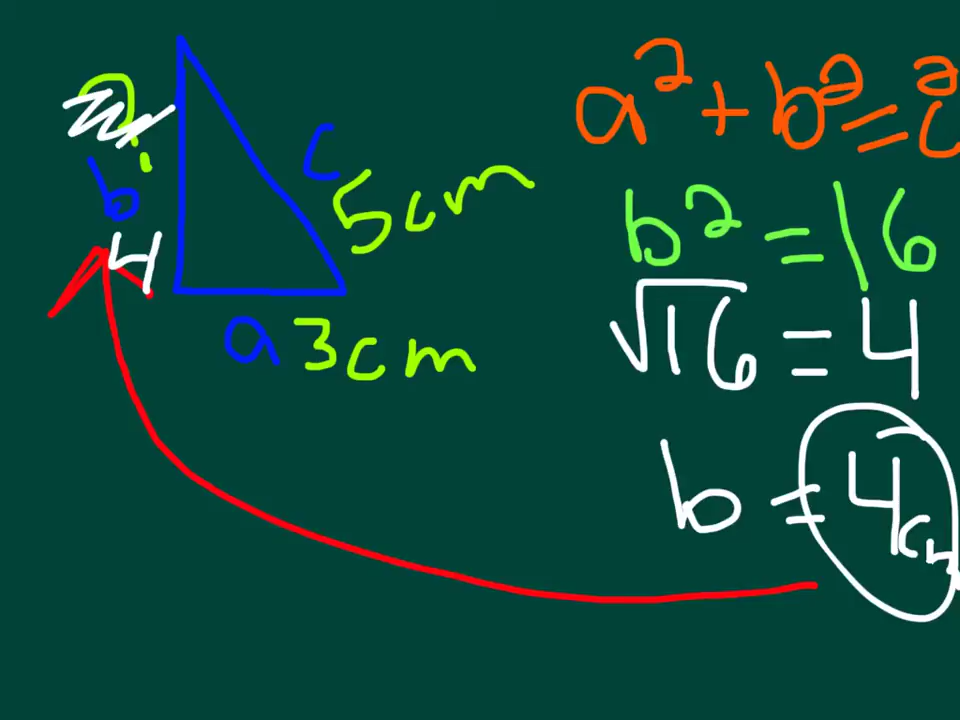 c
5cm
b
4
a 3cm
a² + b² = c²
b² = 16
√16 = 4
b = 4cm